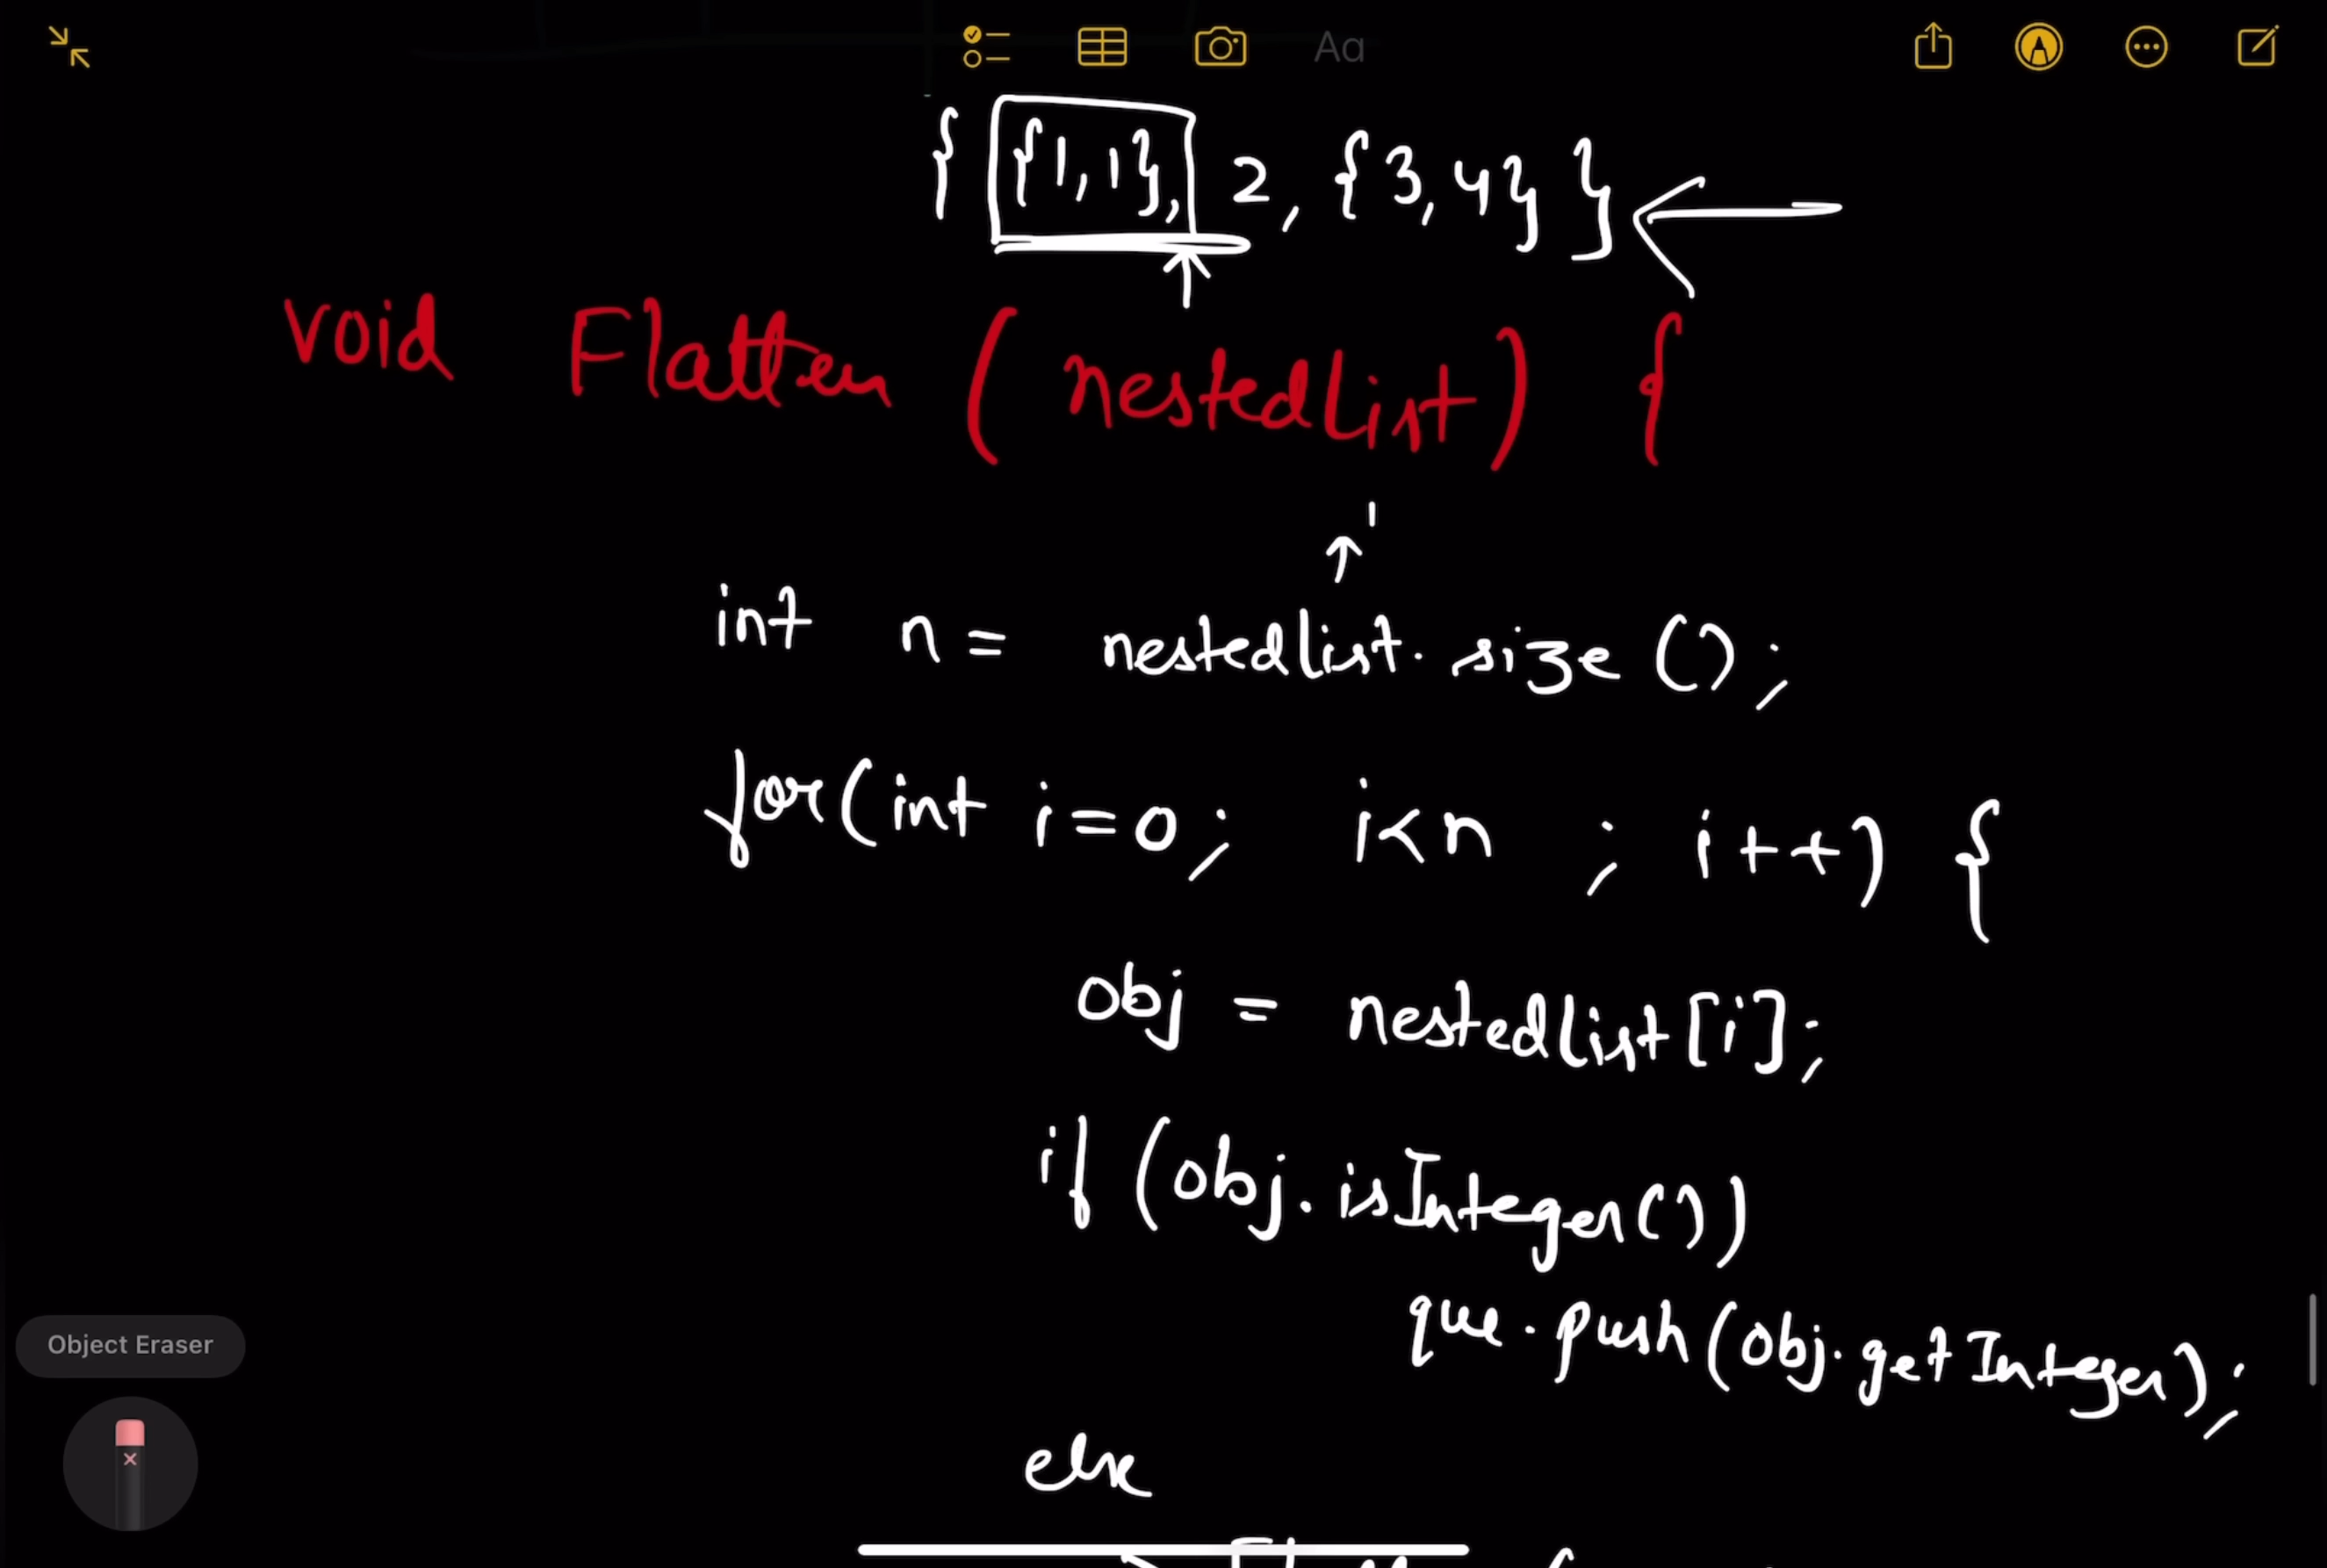 Aa
{ {1,1}, 2, {3,4} }
void Flatten (nestedList) {
int n = nestedlist.size();
for(int i=0; i<n ; i++) {
obj = nestedlist[i];
if (obj.isInteger())
que.push(obj.getInteger);
Object Eraser
else